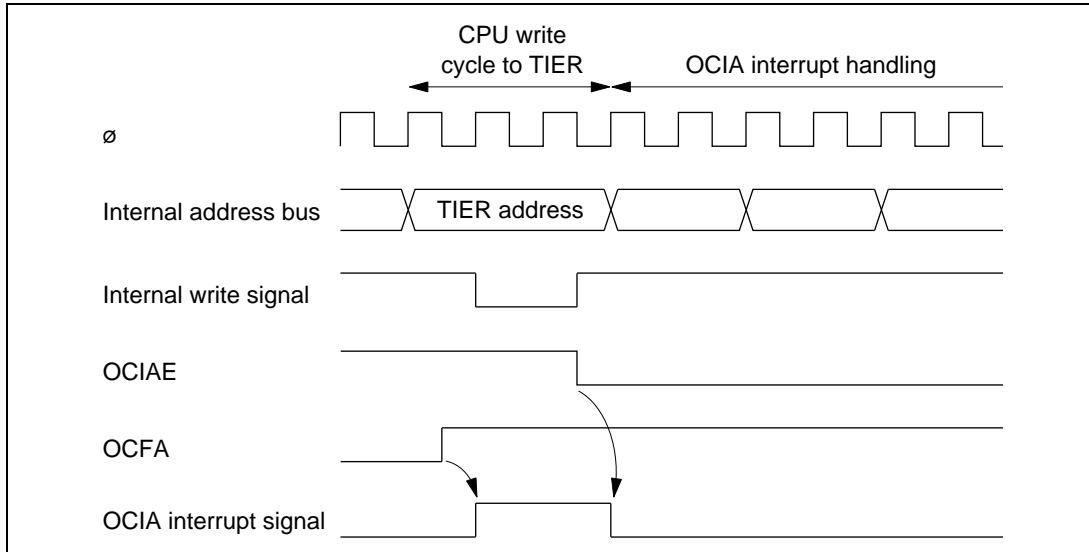 CPU write
cycle to TIER
OCIA interrupt handling
ø
Internal address bus
TIER address
Internal write signal
OCIAE
OCFA
OCIA interrupt signal